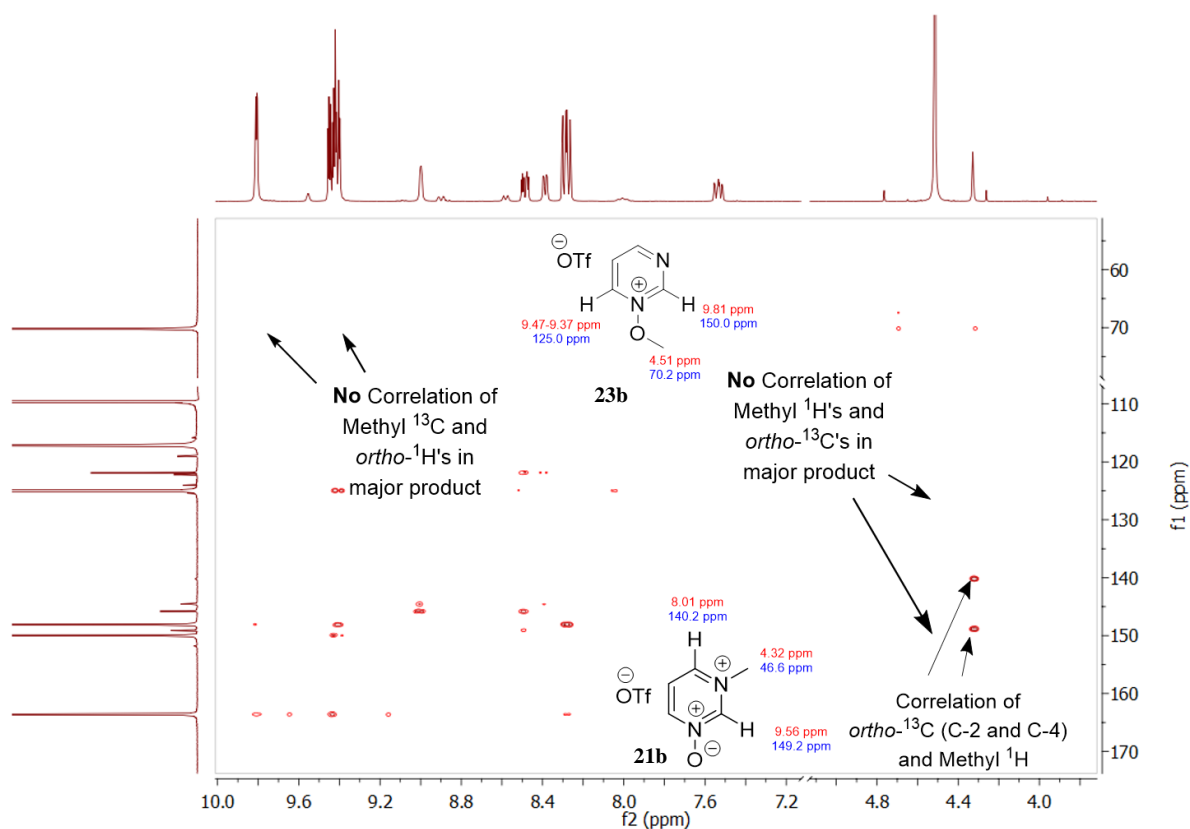 ⊖
OTf
N
H
⊕
N
H
O
9.47-9.37 ppm
125.0 ppm
9.81 ppm
150.0 ppm
4.51 ppm
70.2 ppm
23b
No Correlation of
Methyl ¹³C and
ortho-¹H's in
major product
No Correlation of
Methyl ¹H's and
ortho-¹³C's in
major product
8.01 ppm
140.2 ppm
H
⊕
N
4.32 ppm
46.6 ppm
⊖
OTf
⊕
N
H
O
⊖
9.56 ppm
149.2 ppm
21b
Correlation of
ortho-¹³C (C-2 and C-4)
and Methyl ¹H
60
70
110
120
130
140
150
160
170
f1 (ppm)
10.0 9.6 9.2 8.8 8.4 8.0 7.6 7.2 4.8 4.4 4.0
f2 (ppm)